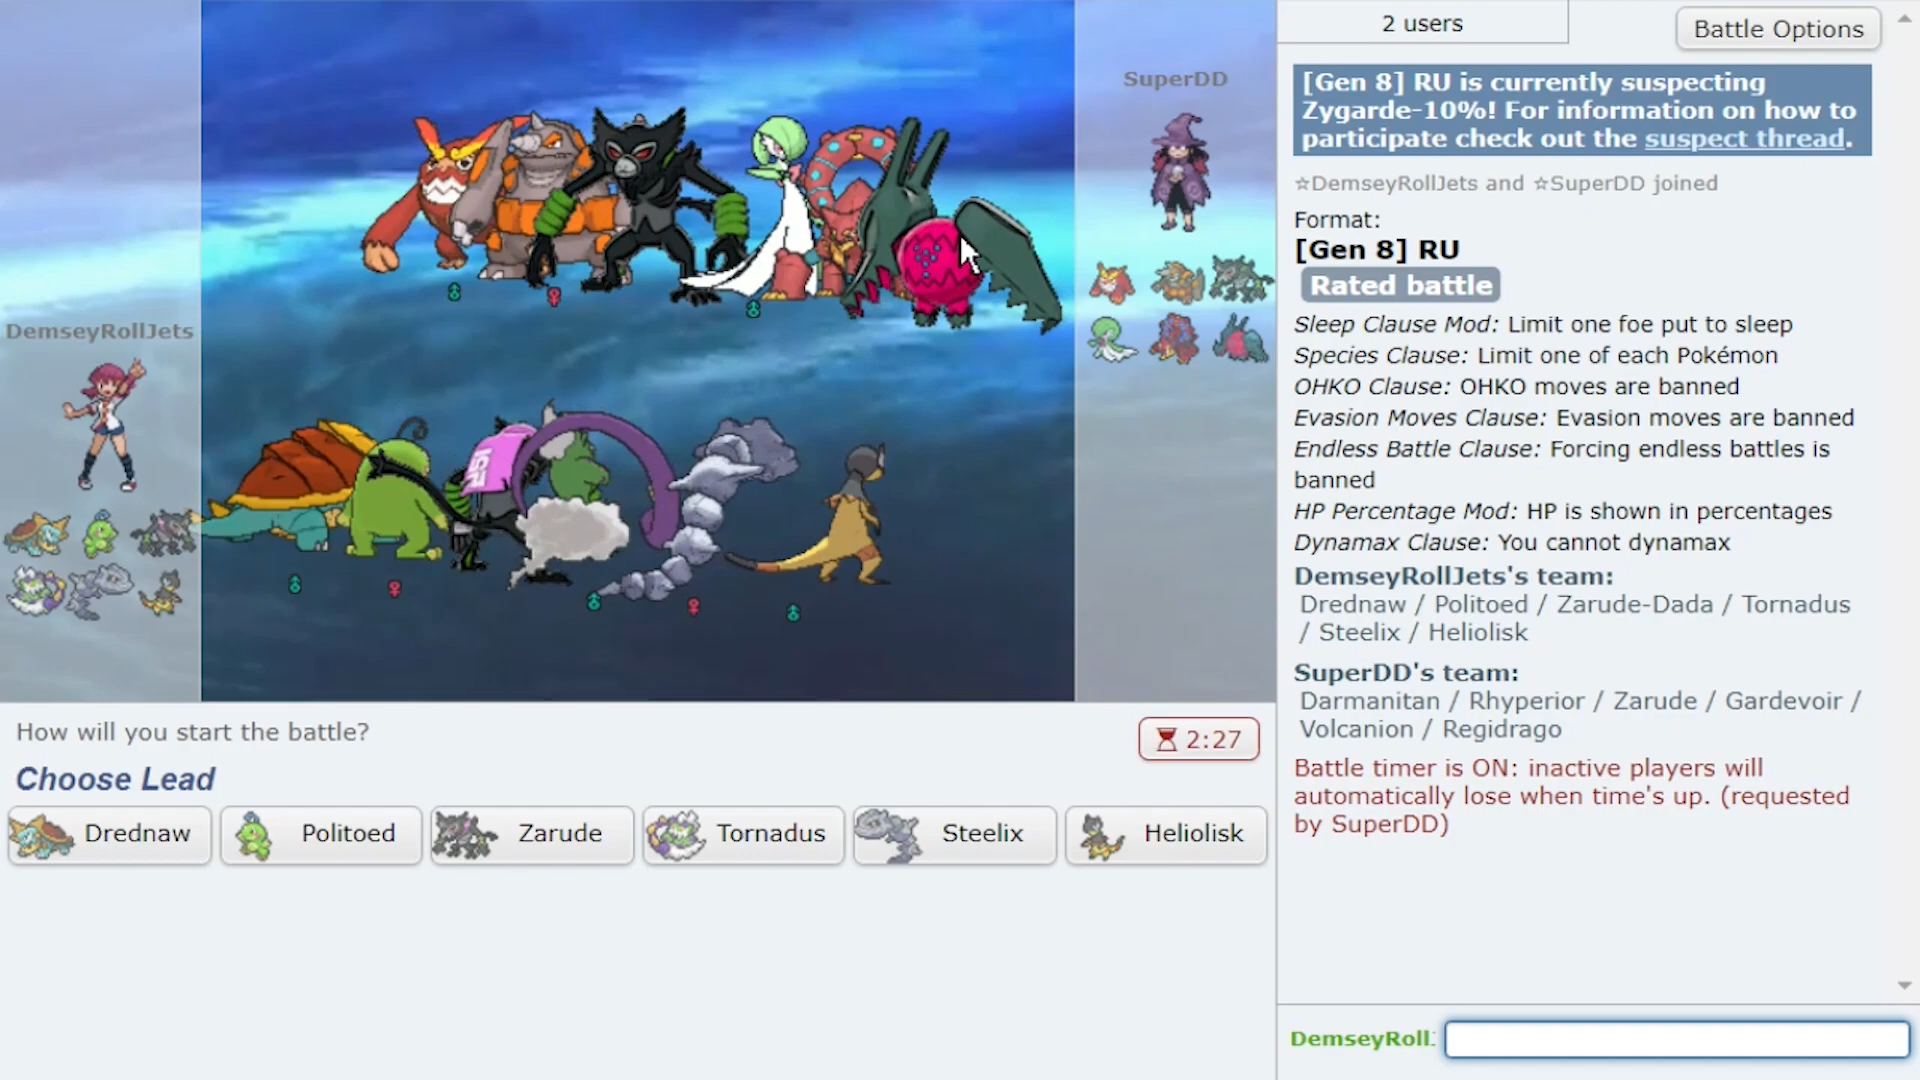 2 users
Battle Options
SuperDD
DemseyRollJets
[Gen 8] RU is currently suspecting
Zygarde-10%! For information on how to
participate check out the suspect thread.
☆DemseyRollJets and ☆SuperDD joined
Format:
[Gen 8] RU
Rated battle
Sleep Clause Mod: Limit one foe put to sleep
Species Clause: Limit one of each Pokémon
OHKO Clause: OHKO moves are banned
Evasion Moves Clause: Evasion moves are banned
Endless Battle Clause: Forcing endless battles is
banned
HP Percentage Mod: HP is shown in percentages
Dynamax Clause: You cannot dynamax
DemseyRollJets's team:
Drednaw / Politoed / Zarude-Dada / Tornadus
/ Steelix / Heliolisk
SuperDD's team:
Darmanitan / Rhyperior / Zarude / Gardevoir /
Volcanion / Regidrago
Battle timer is ON: inactive players will
automatically lose when time's up. (requested
by SuperDD)
How will you start the battle?
2:27
Choose Lead
Drednaw
Politoed
Zarude
Tornadus
Steelix
Heliolisk
DemseyRoll